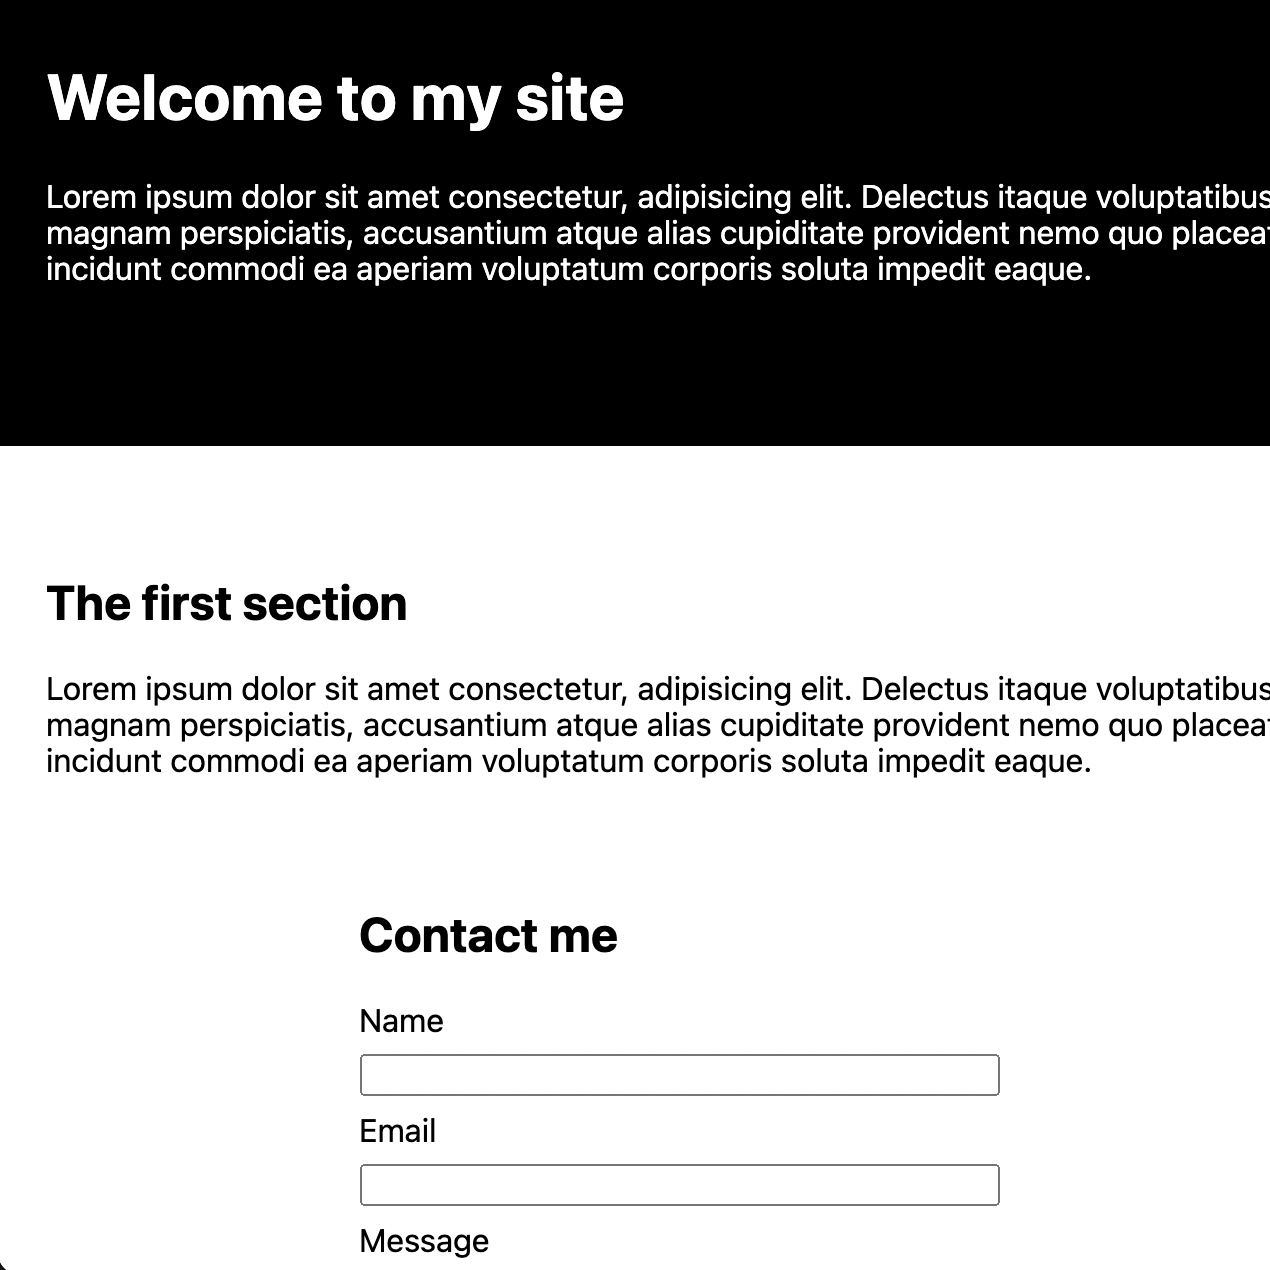 Welcome to my site
Lorem ipsum dolor sit amet consectetur, adipisicing elit. Delectus itaque voluptatibus
magnam perspiciatis, accusantium atque alias cupiditate provident nemo quo placeat
incidunt commodi ea aperiam voluptatum corporis soluta impedit eaque.
The first section
Lorem ipsum dolor sit amet consectetur, adipisicing elit. Delectus itaque voluptatibus
magnam perspiciatis, accusantium atque alias cupiditate provident nemo quo placeat
incidunt commodi ea aperiam voluptatum corporis soluta impedit eaque.
Contact me
Name
Email
Message